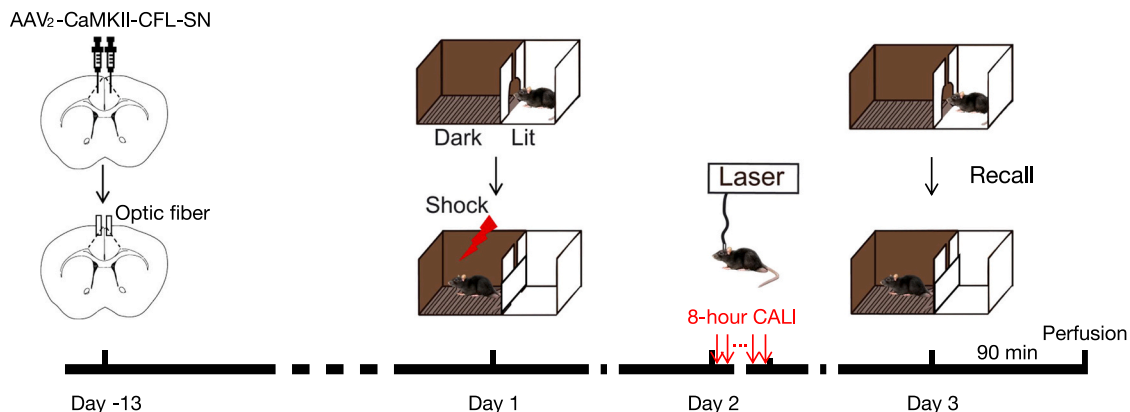 AAV₂-CaMKII-CFL-SN
Optic fiber
Dark Lit
Shock
Laser
8-hour CALI
Recall
Perfusion
90 min
Day -13
Day 1
Day 2
Day 3